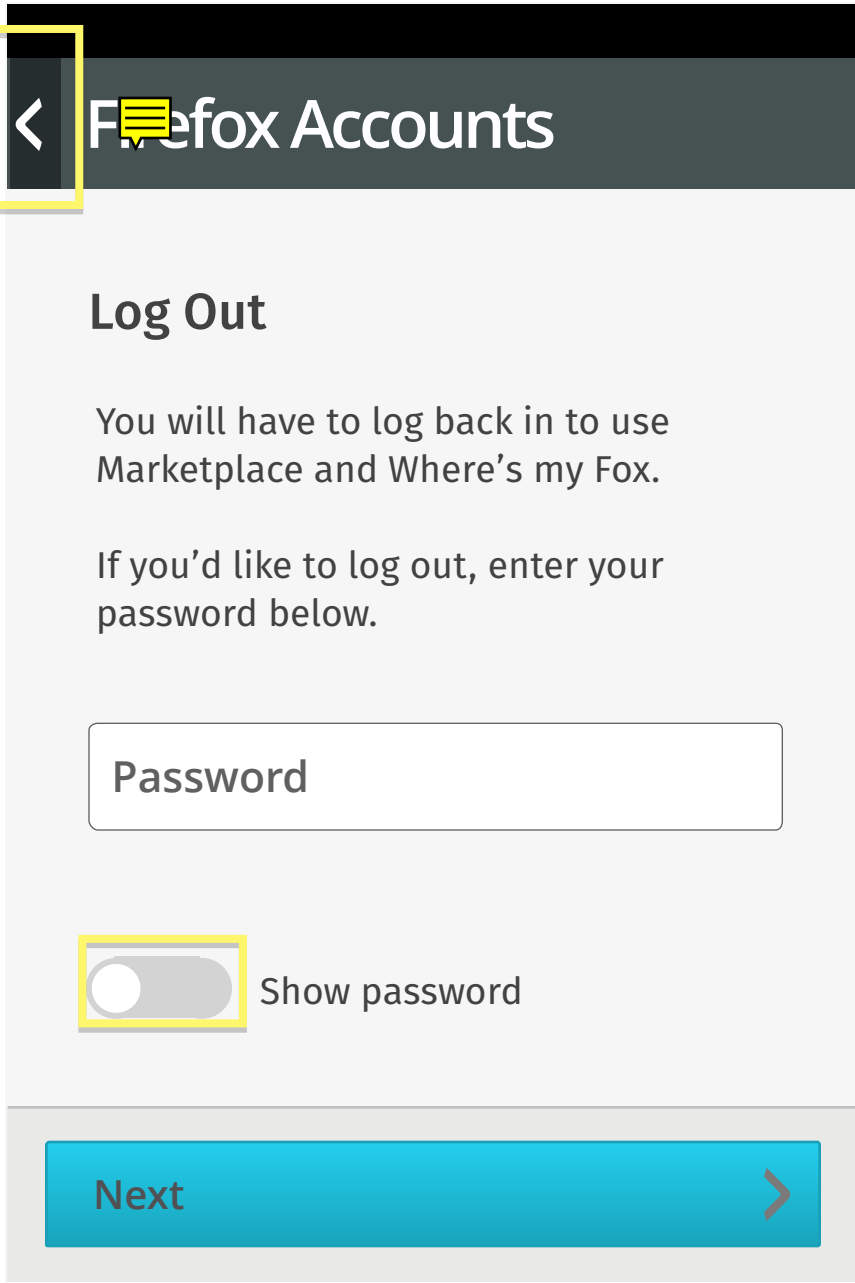 Firefox Accounts
Log Out
You will have to log back in to use
Marketplace and Where’s my Fox.
If you’d like to log out, enter your
password below.
Password
Show password
Next